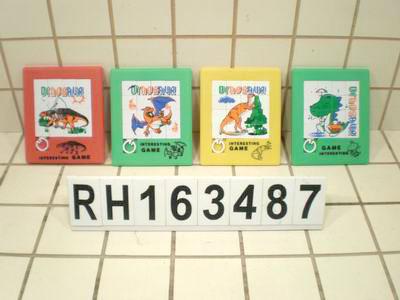 DINOSAUR
INTERESTING
GAME
DINOSAUR
INTERESTING
GAME
DINOSAUR
INTERESTING
GAME
DINOSAUR
INTERESTING
GAME
RH163487